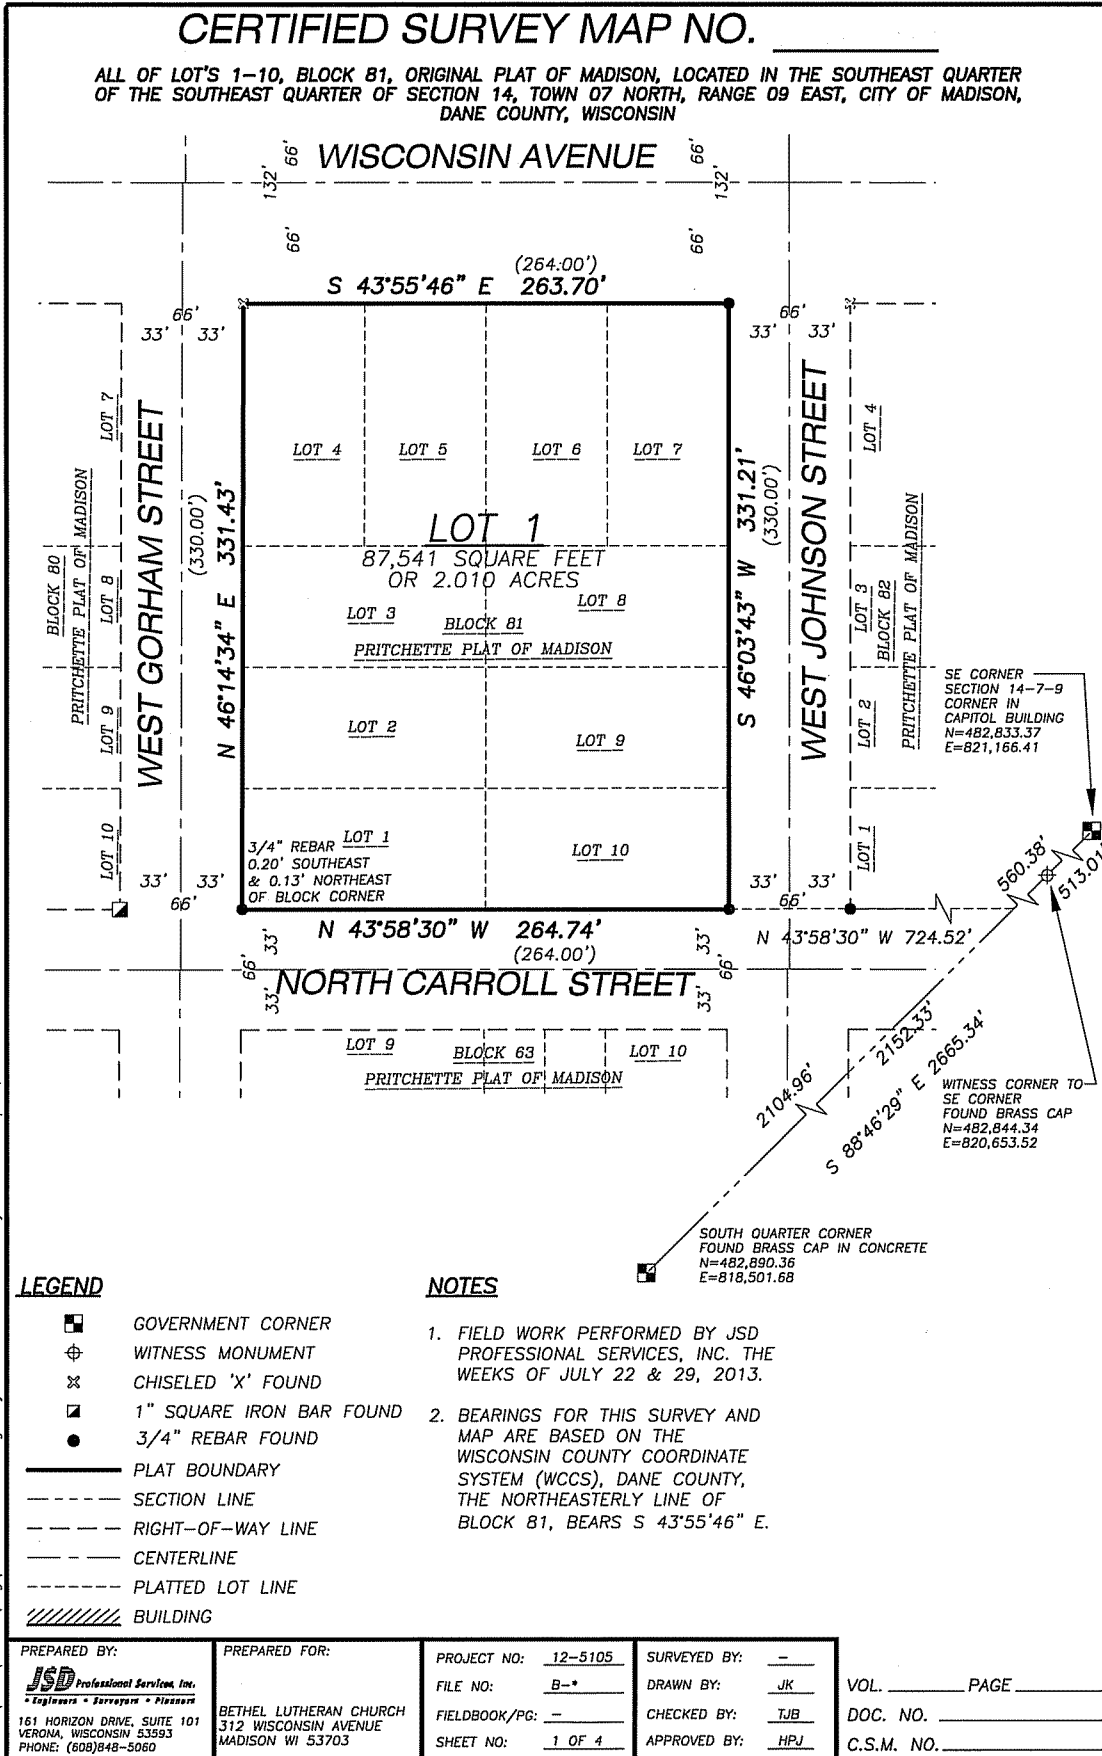 CERTIFIED SURVEY MAP NO.
ALL OF LOT'S 1-10, BLOCK 81, ORIGINAL PLAT OF MADISON, LOCATED IN THE SOUTHEAST QUARTER
OF THE SOUTHEAST QUARTER OF SECTION 14, TOWN 07 NORTH, RANGE 09 EAST, CITY OF MADISON,
DANE COUNTY, WISCONSIN
WISCONSIN AVENUE
66'
132'
66'
66'
132'
66'
(264.00')
S 43°55'46" E 263.70'
66'
33' 33'
66'
33' 33'
LOT 7
LOT 8
LOT 9
LOT 10
BLOCK 80
PRITCHETTE PLAT OF MADISON
WEST GORHAM STREET
(330.00')
N 46°14'34" E 331.43'
LOT 4
LOT 5
LOT 6
LOT 7
LOT 1
87,541 SQUARE FEET
OR 2.010 ACRES
LOT 3
LOT 8
BLOCK 81
PRITCHETTE PLAT OF MADISON
LOT 2
LOT 9
LOT 1
LOT 10
3/4" REBAR
0.20' SOUTHEAST
& 0.13' NORTHEAST
OF BLOCK CORNER
S 46°03'43" W 331.21'
(330.00')
WEST JOHNSON STREET
LOT 4
LOT 3
LOT 2
LOT 1
BLOCK 82
PRITCHETTE PLAT OF MADISON
SE CORNER
SECTION 14-7-9
CORNER IN
CAPITOL BUILDING
N=482,833.37
E=821,166.41
33' 33'
66'
33' 33'
66'
560.38'
513.01'
N 43°58'30" W 264.74'
(264.00')
N 43°58'30" W 724.52'
33'
66'
33'
33'
66'
33'
NORTH CARROLL STREET
LOT 9
BLOCK 63
LOT 10
PRITCHETTE PLAT OF MADISON
2104.96'
2152.33'
S 88°46'29" E 2665.34'
WITNESS CORNER TO
SE CORNER
FOUND BRASS CAP
N=482,844.34
E=820,653.52
SOUTH QUARTER CORNER
FOUND BRASS CAP IN CONCRETE
N=482,890.36
E=818,501.68
LEGEND
GOVERNMENT CORNER
WITNESS MONUMENT
CHISELED 'X' FOUND
1" SQUARE IRON BAR FOUND
3/4" REBAR FOUND
PLAT BOUNDARY
SECTION LINE
RIGHT-OF-WAY LINE
CENTERLINE
PLATTED LOT LINE
BUILDING
NOTES
1. FIELD WORK PERFORMED BY JSD
PROFESSIONAL SERVICES, INC. THE
WEEKS OF JULY 22 & 29, 2013.
2. BEARINGS FOR THIS SURVEY AND
MAP ARE BASED ON THE
WISCONSIN COUNTY COORDINATE
SYSTEM (WCCS), DANE COUNTY,
THE NORTHEASTERLY LINE OF
BLOCK 81, BEARS S 43°55'46" E.
PREPARED BY:
JSD Professional Services, Inc.
• Engineers • Surveyors • Planners
161 HORIZON DRIVE, SUITE 101
VERONA, WISCONSIN 53593
PHONE: (608)848-5060
PREPARED FOR:
BETHEL LUTHERAN CHURCH
312 WISCONSIN AVENUE
MADISON WI 53703
PROJECT NO: 12-5105
FILE NO: B-*
FIELDBOOK/PG: -
SHEET NO: 1 OF 4
SURVEYED BY: -
DRAWN BY: JK
CHECKED BY: TJB
APPROVED BY: HPJ
VOL. PAGE
DOC. NO.
C.S.M. NO.